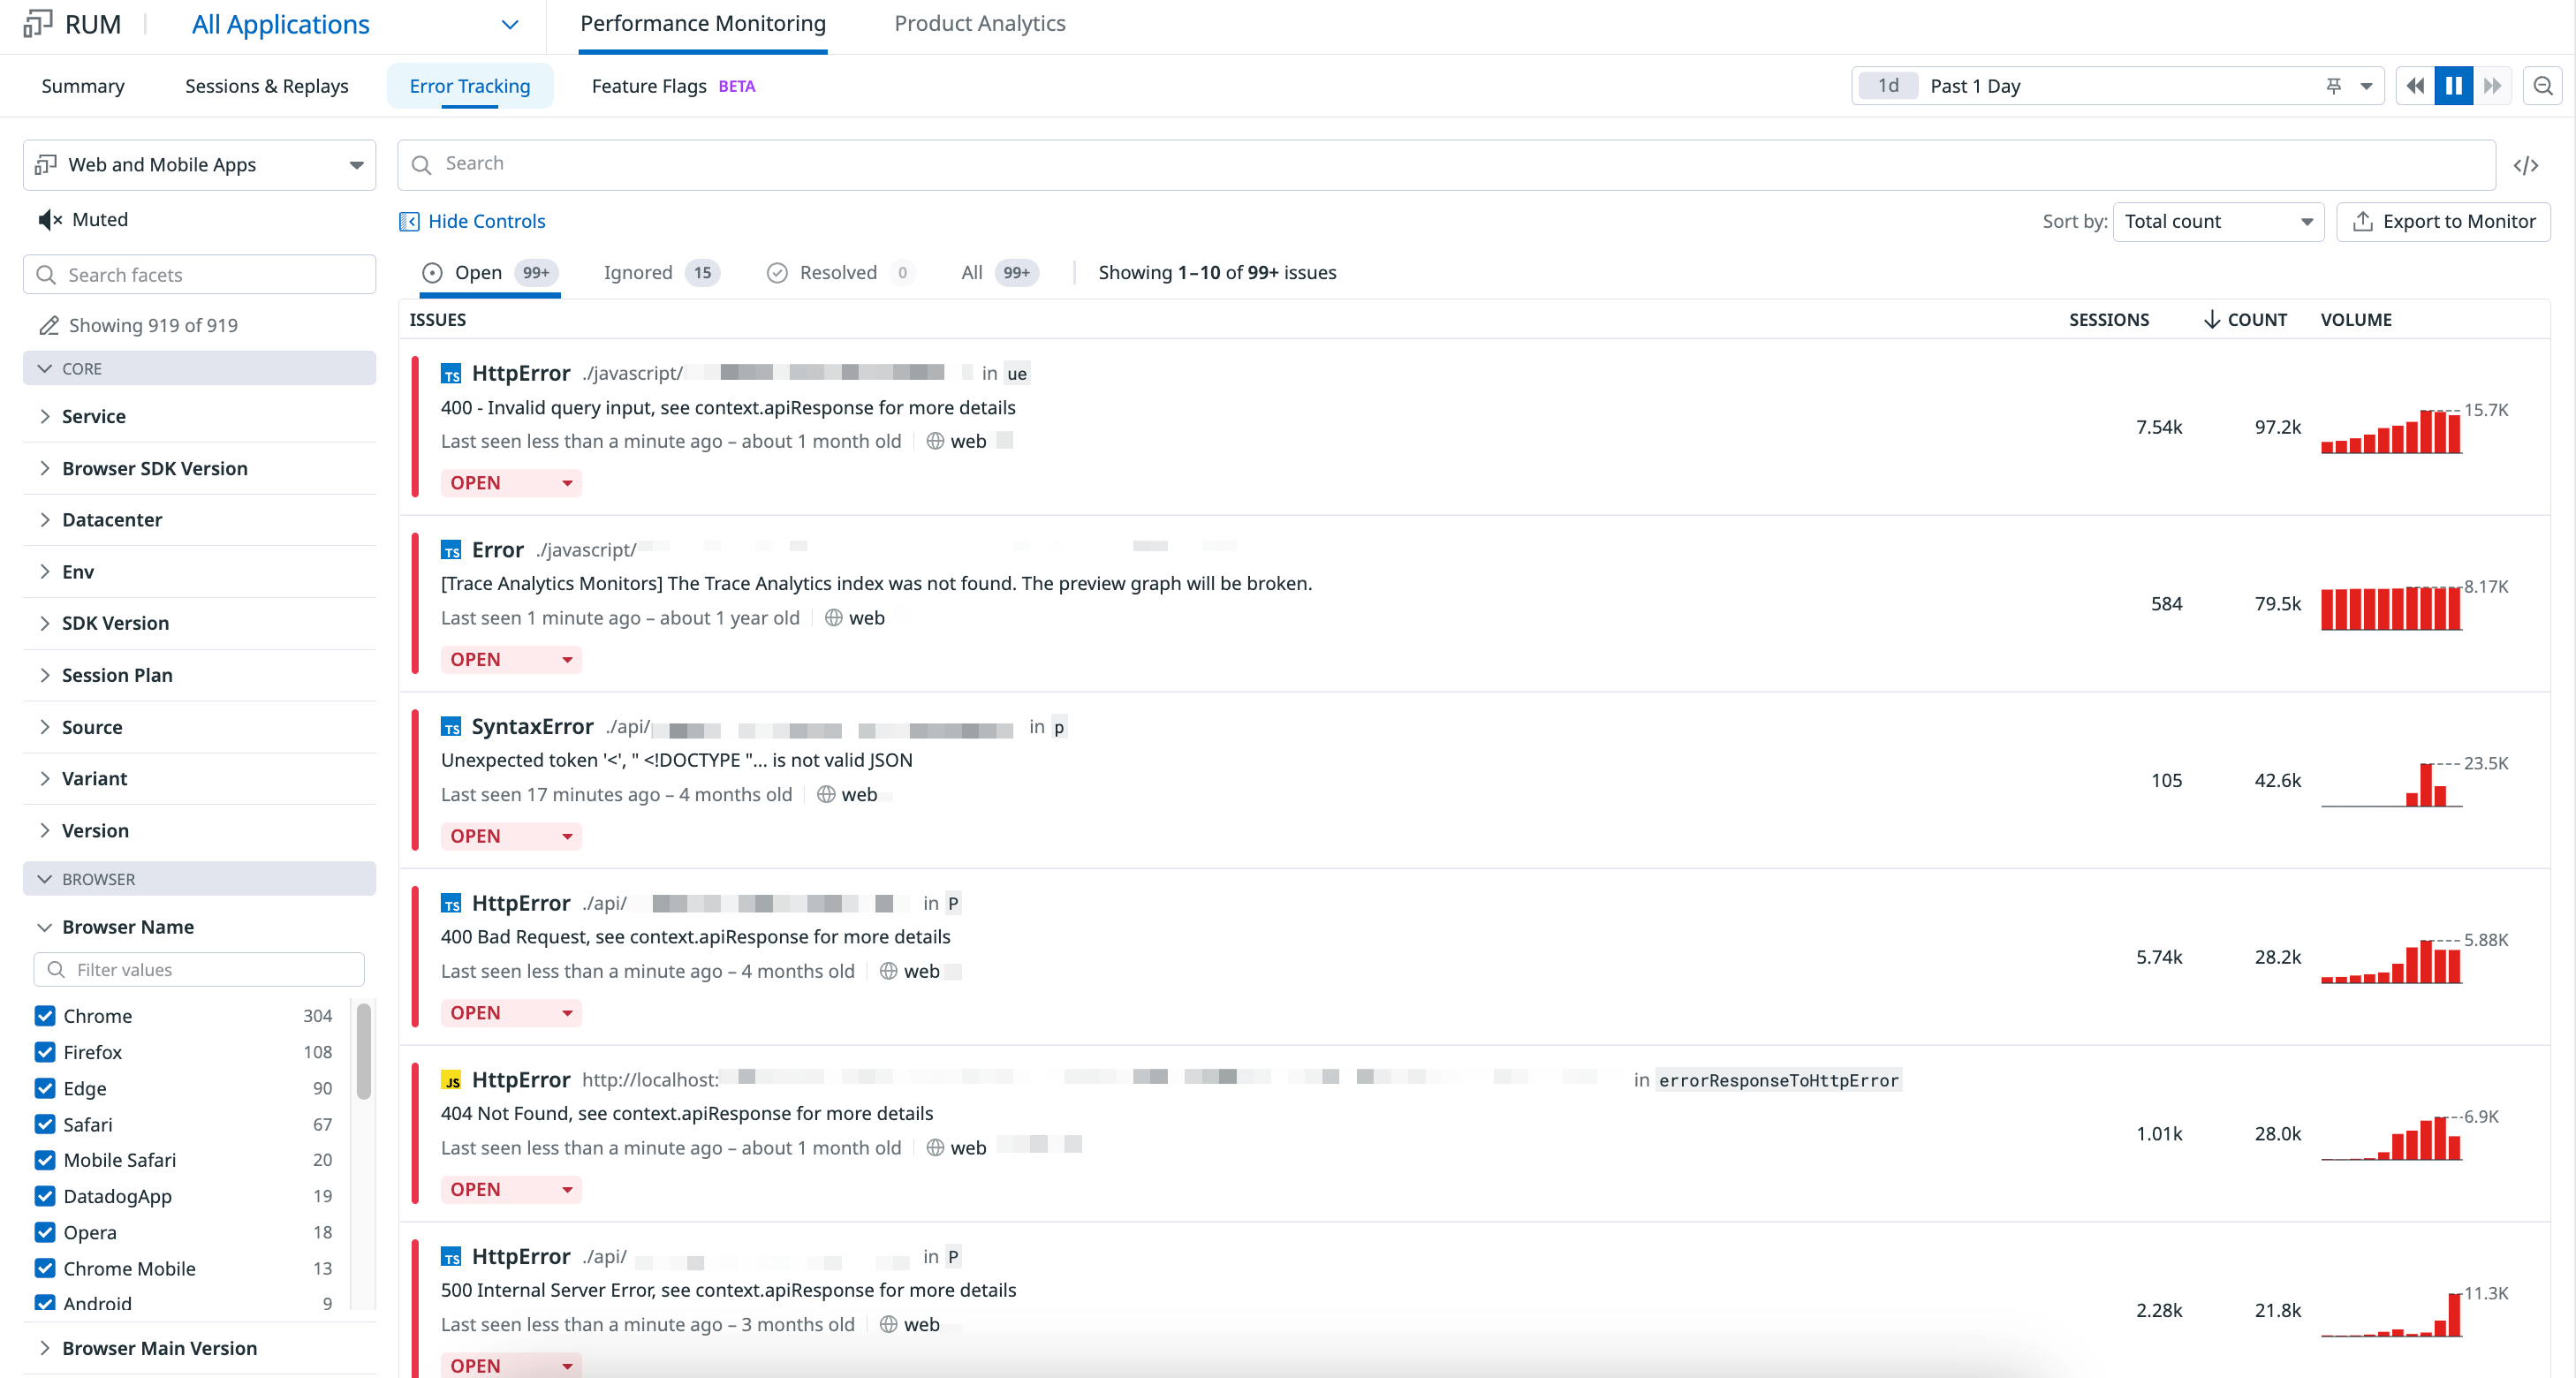 RUM All Applications Performance Monitoring Product Analytics
Summary Sessions & Replays Error Tracking Feature Flags BETA 1d Past 1 Day
Web and Mobile Apps
Search
</>
Muted
Hide Controls
Sort by: Total count Export to Monitor
Search facets
Open 99+ Ignored 15 Resolved 0 All 99+ Showing 1–10 of 99+ issues
Showing 919 of 919
CORE
Service
Browser SDK Version
Datacenter
Env
SDK Version
Session Plan
Source
Variant
Version
BROWSER
Browser Name
Filter values
Chrome 304
Firefox 108
Edge 90
Safari 67
Mobile Safari 20
DatadogApp 19
Opera 18
Chrome Mobile 13
Android 9
Browser Main Version
ISSUES SESSIONS COUNT VOLUME
TS HttpError ./javascript/ in ue
400 - Invalid query input, see context.apiResponse for more details
Last seen less than a minute ago – about 1 month old web
OPEN
7.54k 97.2k 15.7K
TS Error ./javascript/
[Trace Analytics Monitors] The Trace Analytics index was not found. The preview graph will be broken.
Last seen 1 minute ago – about 1 year old web
OPEN
584 79.5k 8.17K
TS SyntaxError ./api/ in p
Unexpected token '<', " <!DOCTYPE "... is not valid JSON
Last seen 17 minutes ago – 4 months old web
OPEN
105 42.6k 23.5K
TS HttpError ./api/ in P
400 Bad Request, see context.apiResponse for more details
Last seen less than a minute ago – 4 months old web
OPEN
5.74k 28.2k 5.88K
JS HttpError http://localhost: in errorResponseToHttpError
404 Not Found, see context.apiResponse for more details
Last seen less than a minute ago – about 1 month old web
OPEN
1.01k 28.0k 6.9K
TS HttpError ./api/ in P
500 Internal Server Error, see context.apiResponse for more details
Last seen less than a minute ago – 3 months old web
OPEN
2.28k 21.8k 11.3K